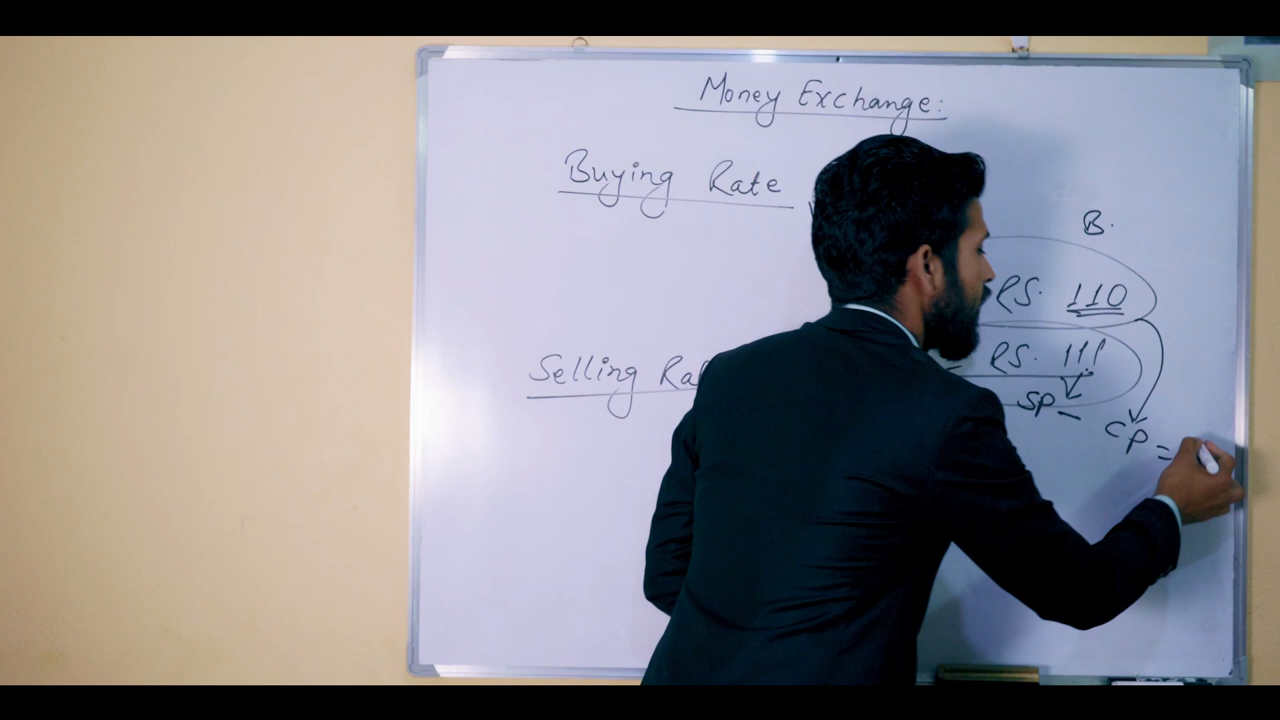 Money Exchange:
Buying Rate
B.
RS. 110
Selling
RS. 111
SP -
CP =